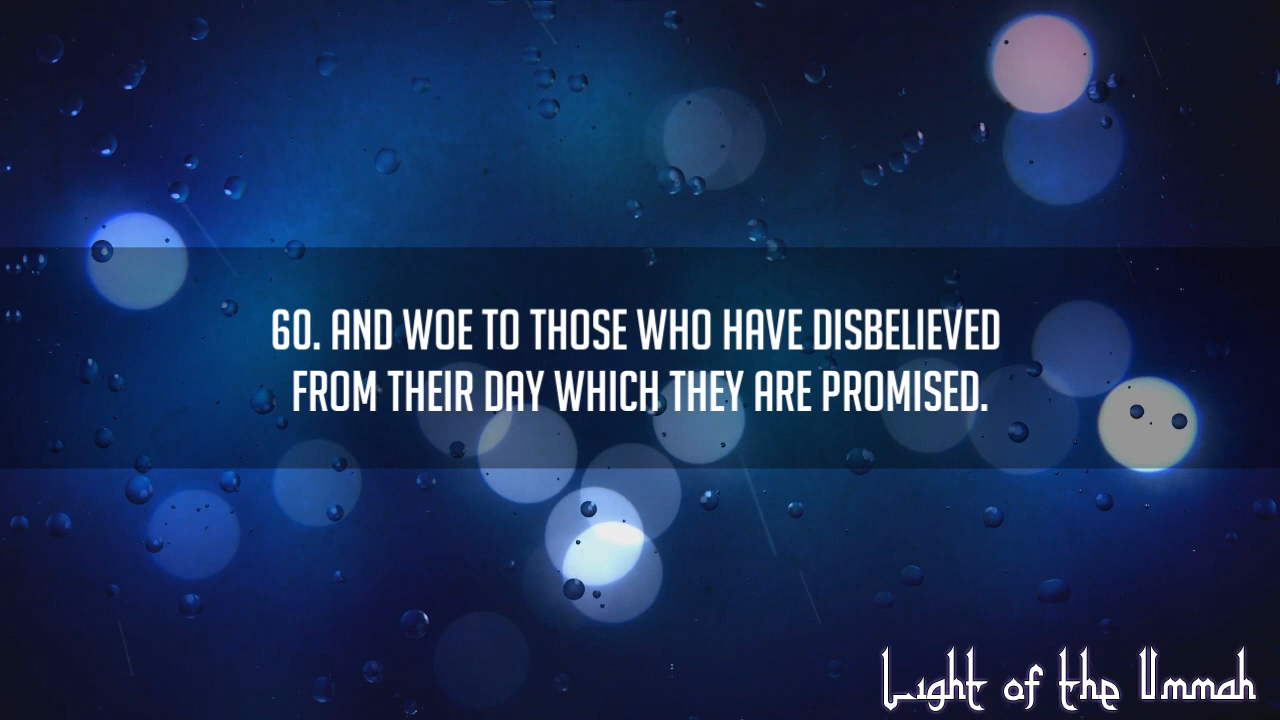 60. AND WOE TO THOSE WHO HAVE DISBELIEVED
FROM THEIR DAY WHICH THEY ARE PROMISED.
Light of the Ummah